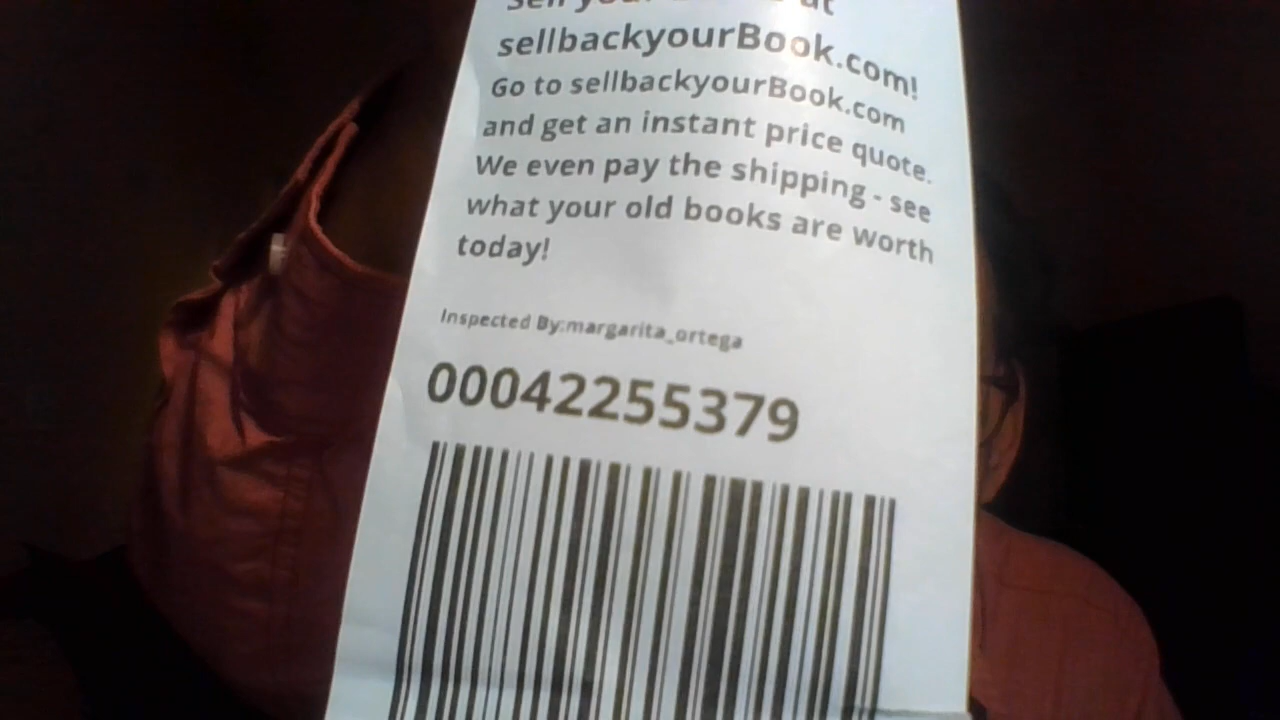 sellbackyourBook.com!
Go to sellbackyourBook.com
and get an instant price quote.
We even pay the shipping - see
what your old books are worth
today!
Inspected By:margarita_ortega
00042255379